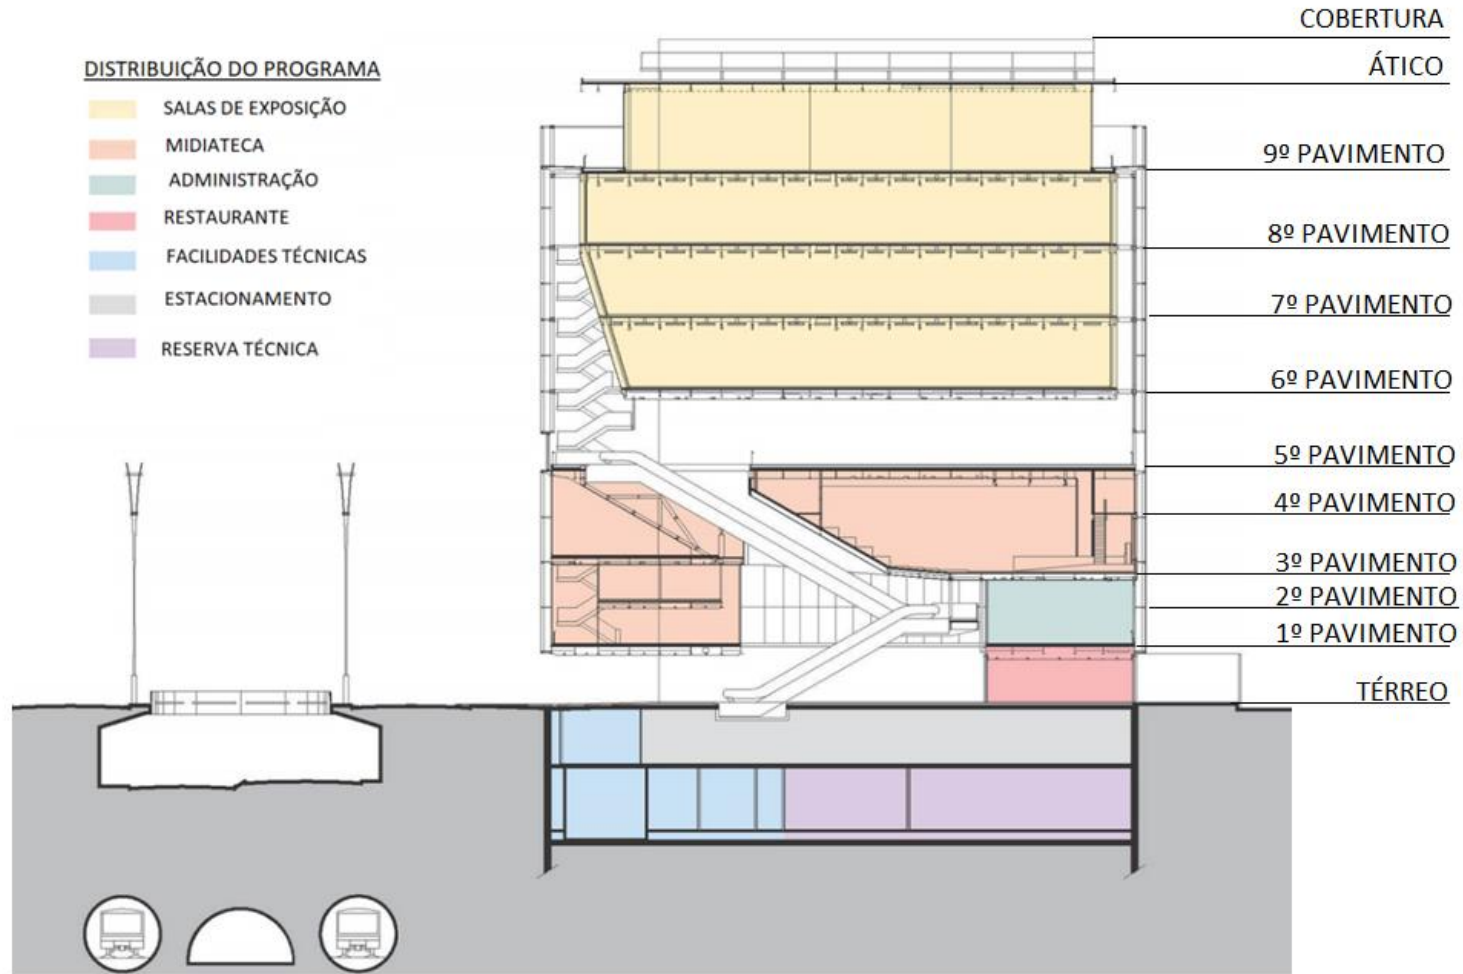 DISTRIBUIÇÃO DO PROGRAMA
SALAS DE EXPOSIÇÃO
MIDIATECA
ADMINISTRAÇÃO
RESTAURANTE
FACILIDADES TÉCNICAS
ESTACIONAMENTO
RESERVA TÉCNICA
COBERTURA
ÁTICO
9º PAVIMENTO
8º PAVIMENTO
7º PAVIMENTO
6º PAVIMENTO
5º PAVIMENTO
4º PAVIMENTO
3º PAVIMENTO
2º PAVIMENTO
1º PAVIMENTO
TÉRREO